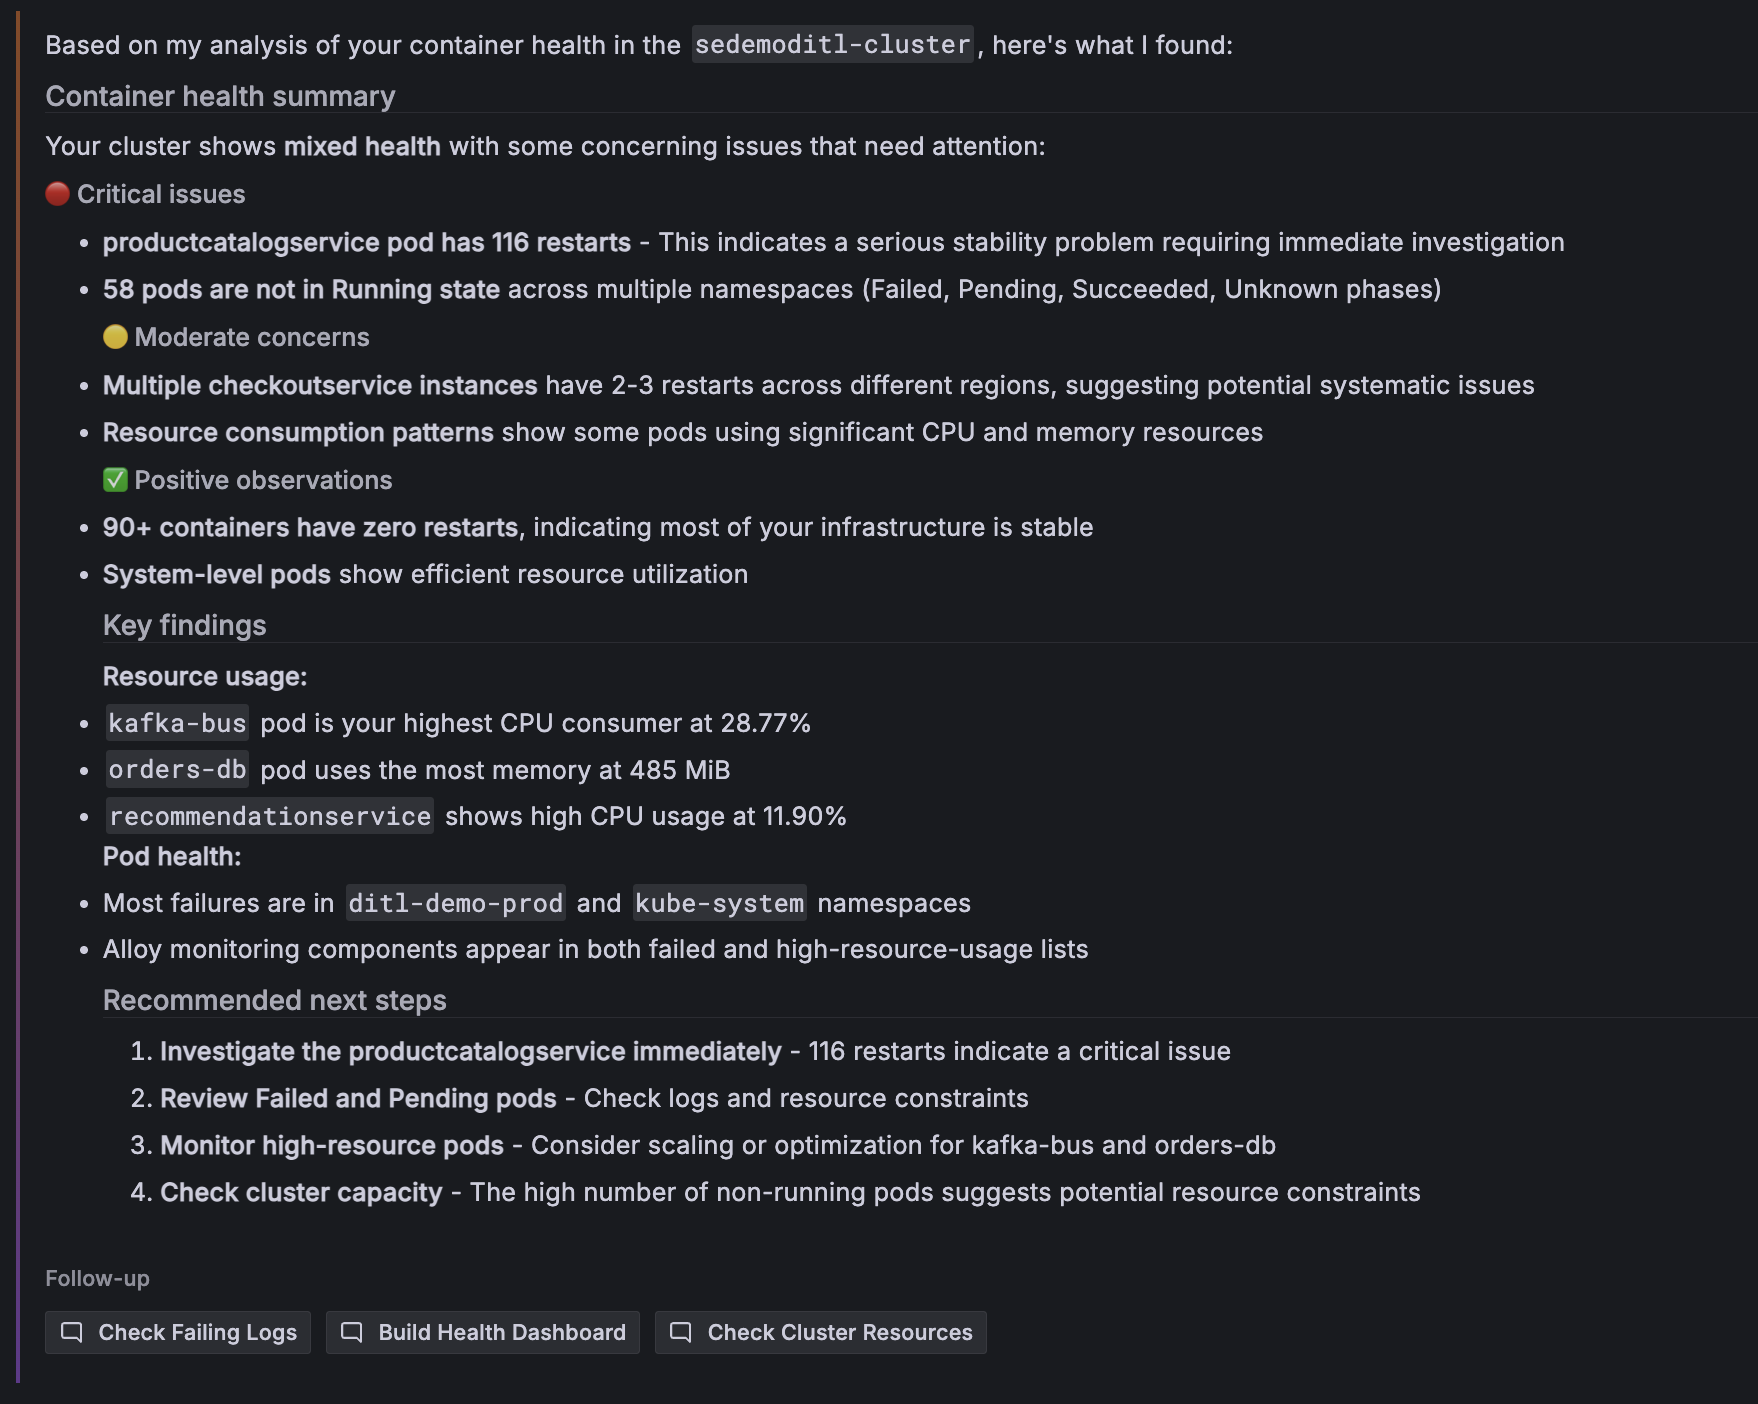 Based on my analysis of your container health in the sedemoditl-cluster, here's what I found:
Container health summary
Your cluster shows mixed health with some concerning issues that need attention:
🔴 Critical issues
• productcatalogservice pod has 116 restarts - This indicates a serious stability problem requiring immediate investigation
• 58 pods are not in Running state across multiple namespaces (Failed, Pending, Succeeded, Unknown phases)
🟡 Moderate concerns
• Multiple checkoutservice instances have 2-3 restarts across different regions, suggesting potential systematic issues
• Resource consumption patterns show some pods using significant CPU and memory resources
✅ Positive observations
• 90+ containers have zero restarts, indicating most of your infrastructure is stable
• System-level pods show efficient resource utilization
Key findings
Resource usage:
• kafka-bus pod is your highest CPU consumer at 28.77%
• orders-db pod uses the most memory at 485 MiB
• recommendationservice shows high CPU usage at 11.90%
Pod health:
• Most failures are in ditl-demo-prod and kube-system namespaces
• Alloy monitoring components appear in both failed and high-resource-usage lists
Recommended next steps
1. Investigate the productcatalogservice immediately - 116 restarts indicate a critical issue
2. Review Failed and Pending pods - Check logs and resource constraints
3. Monitor high-resource pods - Consider scaling or optimization for kafka-bus and orders-db
4. Check cluster capacity - The high number of non-running pods suggests potential resource constraints
Follow-up
Check Failing Logs
Build Health Dashboard
Check Cluster Resources